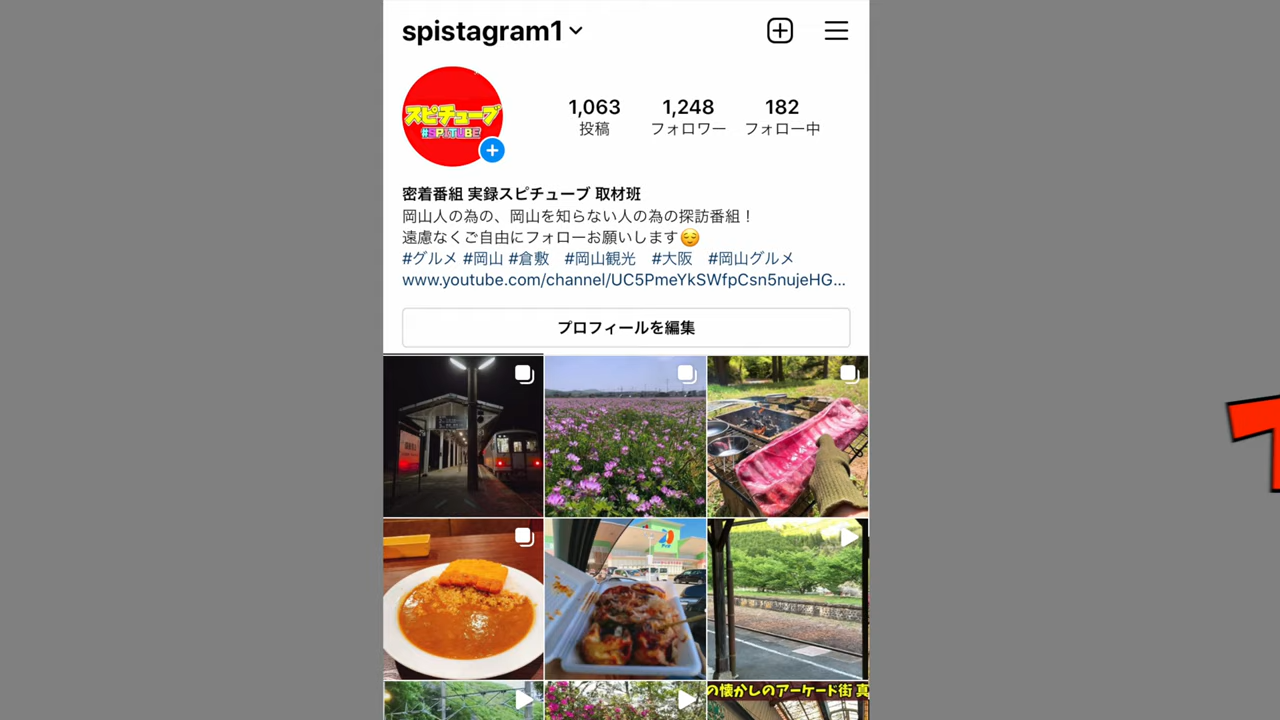 spistagram1
スピチューブ
#SPITUBE
1,063
投稿
1,248
フォロワー
182
フォロー中
密着番組 実録スピチューブ 取材班
岡山人の為の、岡山を知らない人の為の探訪番組！
遠慮なくご自由にフォローお願いします😌
#グルメ #岡山 #倉敷　#岡山観光　#大阪　#岡山グルメ
www.youtube.com/channel/UC5PmeYkSWfpCsn5nujeHG...
プロフィールを編集
の懐かしのアーケード街 真